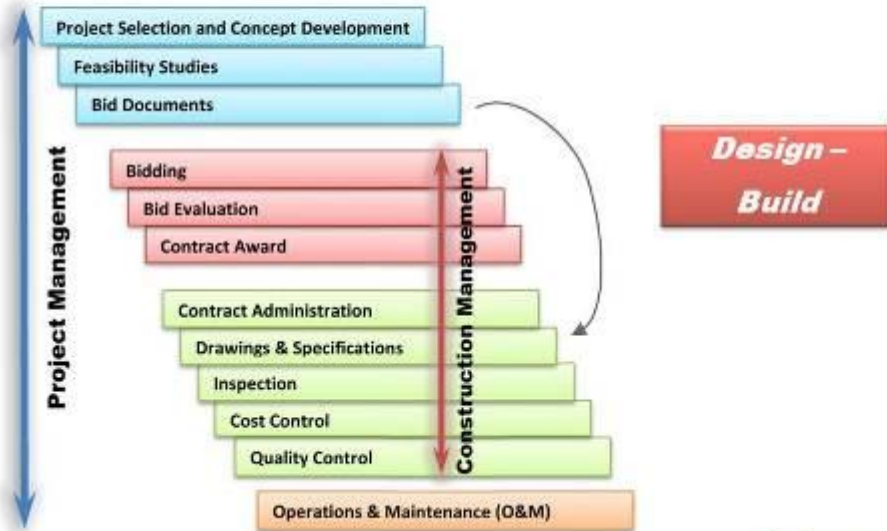 Project Selection and Concept Development
Feasibility Studies
Bid Documents
Design –
Build
Bidding
Bid Evaluation
Contract Award
Contract Administration
Drawings & Specifications
Inspection
Cost Control
Quality Control
Operations & Maintenance (O&M)
Project Management
Construction Management